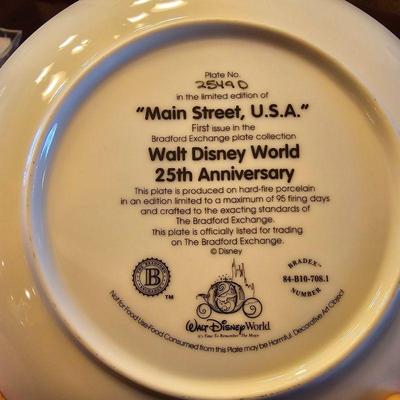 Plate No.
2549D
in the limited edition of
"Main Street, U.S.A."
First issue in the
Bradford Exchange plate collection
Walt Disney World
25th Anniversary
This plate is produced on hard-fire porcelain
in an edition limited to a maximum of 95 firing days
and crafted to the exacting standards of
The Bradford Exchange.
This plate is officially listed for trading
on The Bradford Exchange.
© Disney
B
TM
BRADEX™
84-B10-708.1
NUMBER
25
Walt Disney World
It's Time To Remember The Magic
Not for Food Use-Food Consumed from this Plate may be Harmful. Decorative Art Object